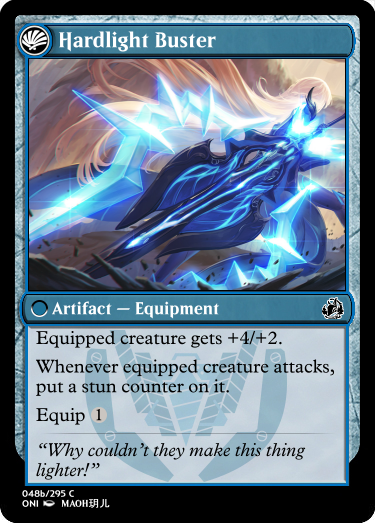 Hardlight Buster
Artifact — Equipment
Equipped creature gets +4/+2.
Whenever equipped creature attacks,
put a stun counter on it.
Equip 1
“Why couldn’t they make this thing
lighter!”
048b/295 C
ONI MAOH玥儿